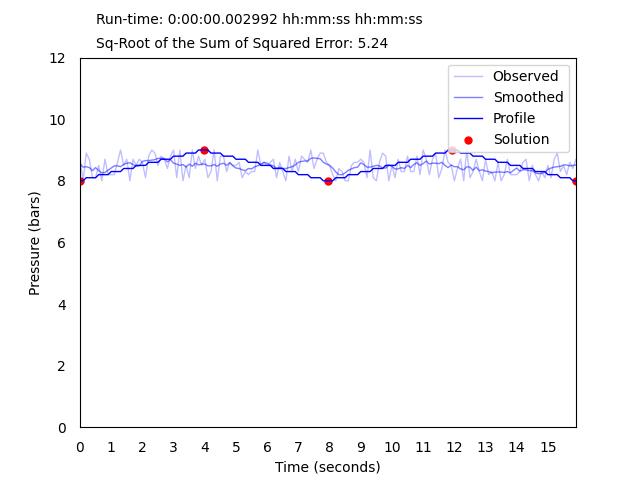 Run-time: 0:00:00.002992 hh:mm:ss hh:mm:ss
Sq-Root of the Sum of Squared Error: 5.24
Observed
Smoothed
Profile
Solution
12
10
8
6
4
2
0
Pressure (bars)
0 1 2 3 4 5 6 7 8 9 10 11 12 13 14 15
Time (seconds)